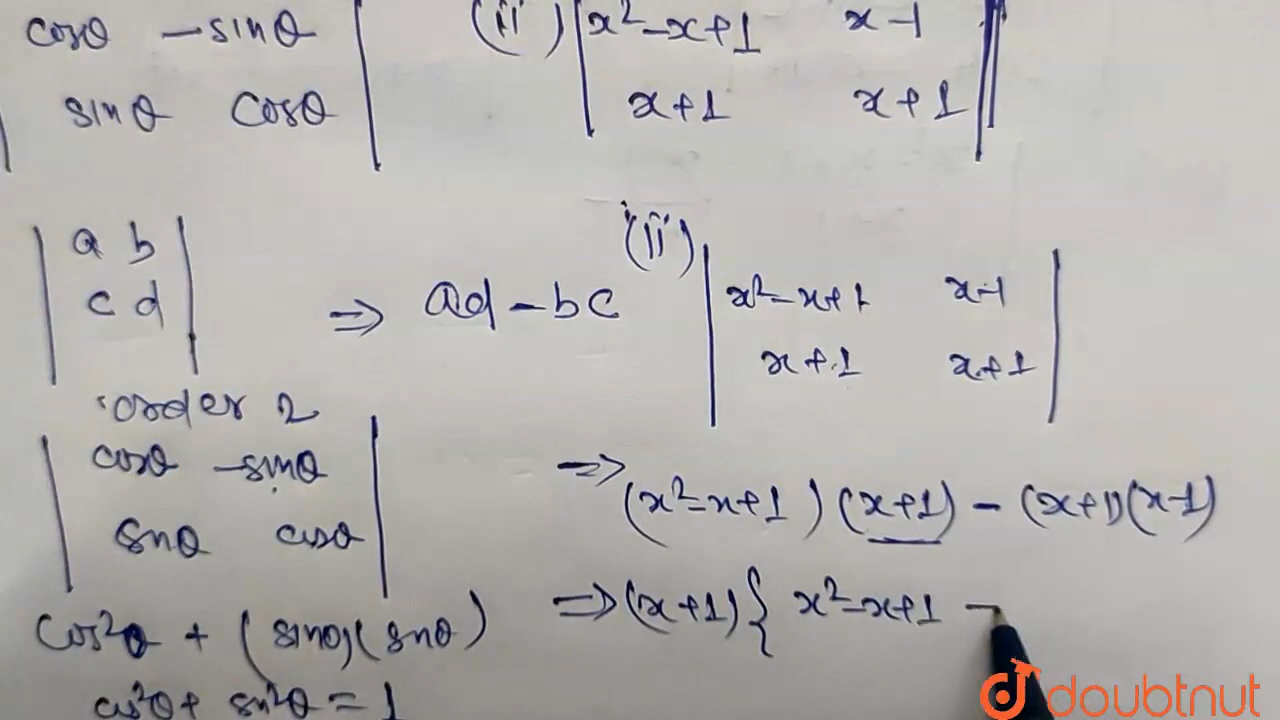 cosθ -sinθ
sinθ cosθ
(ii) x²-x+1 x-1
x+1 x+1
a b
c d
⇒ ad-bc
order 2
cosθ -sinθ
sinθ cosθ
cos²θ + (sinθ)(sinθ)
cos²θ + sin²θ = 1
(ii)
x²-x+1 x-1
x+1 x+1
⇒ (x²-x+1)(x+1) - (x+1)(x-1)
⇒ (x+1){ x²-x+1 -
doubtnut